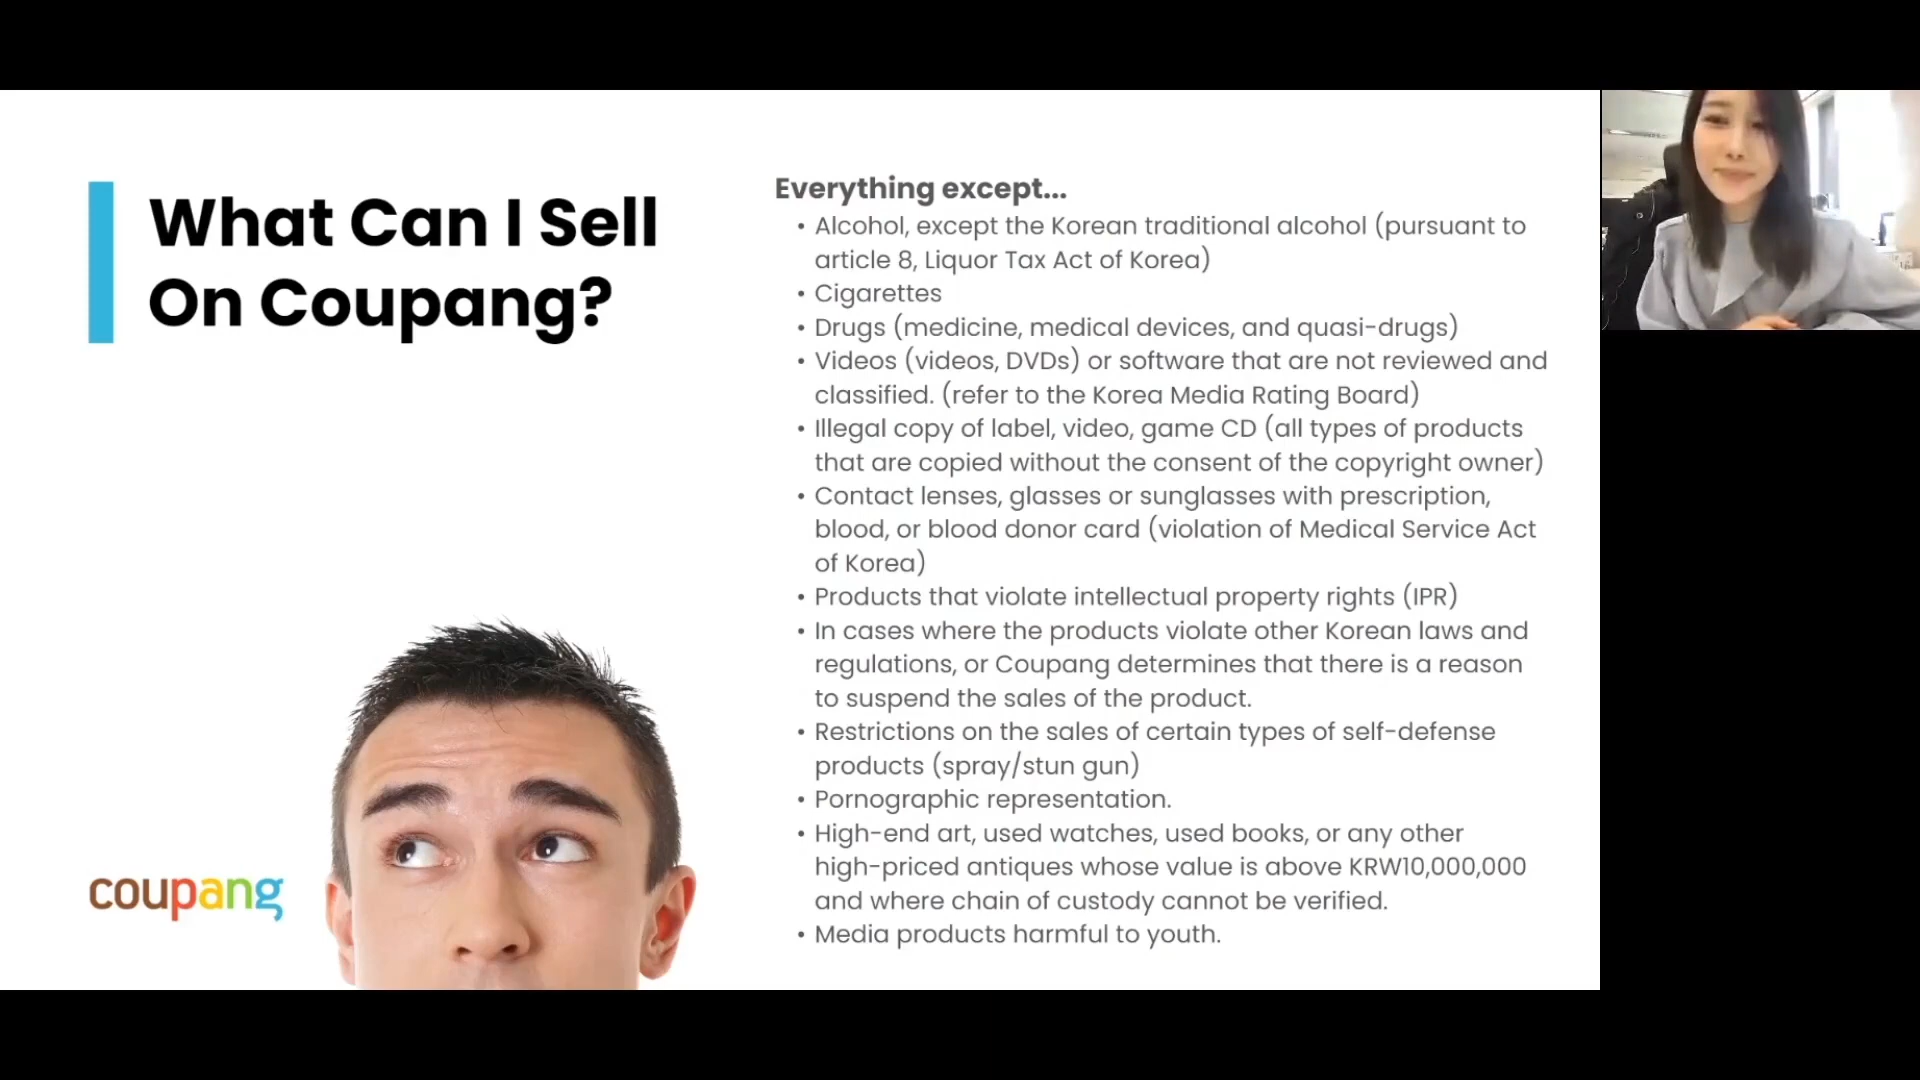 What Can I Sell
On Coupang?
Everything except...
• Alcohol, except the Korean traditional alcohol (pursuant to
article 8, Liquor Tax Act of Korea)
• Cigarettes
• Drugs (medicine, medical devices, and quasi-drugs)
• Videos (videos, DVDs) or software that are not reviewed and
classified. (refer to the Korea Media Rating Board)
• Illegal copy of label, video, game CD (all types of products
that are copied without the consent of the copyright owner)
• Contact lenses, glasses or sunglasses with prescription,
blood, or blood donor card (violation of Medical Service Act
of Korea)
• Products that violate intellectual property rights (IPR)
• In cases where the products violate other Korean laws and
regulations, or Coupang determines that there is a reason
to suspend the sales of the product.
• Restrictions on the sales of certain types of self-defense
products (spray/stun gun)
• Pornographic representation.
• High-end art, used watches, used books, or any other
high-priced antiques whose value is above KRW10,000,000
and where chain of custody cannot be verified.
• Media products harmful to youth.
coupang